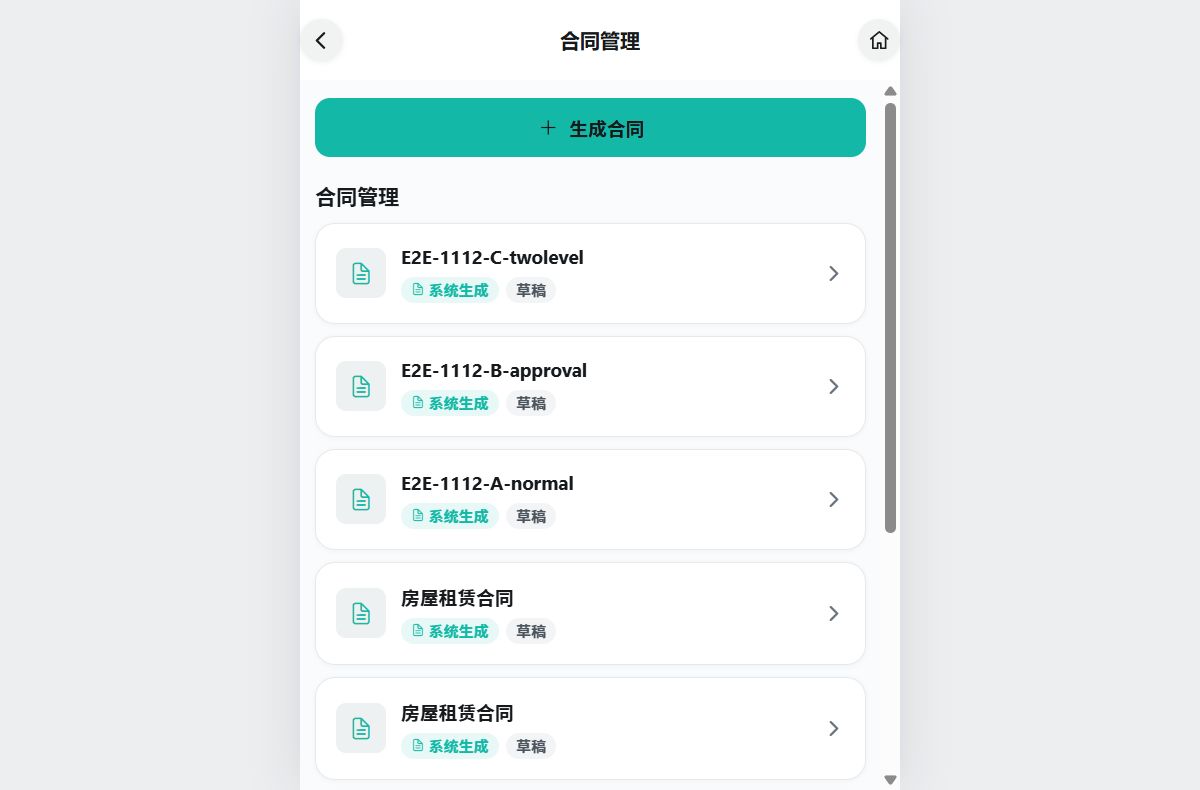 合同管理
生成合同
合同管理
E2E-1112-C-twolevel
系统生成 草稿
E2E-1112-B-approval
系统生成 草稿
E2E-1112-A-normal
系统生成 草稿
房屋租赁合同
系统生成 草稿
房屋租赁合同
系统生成 草稿